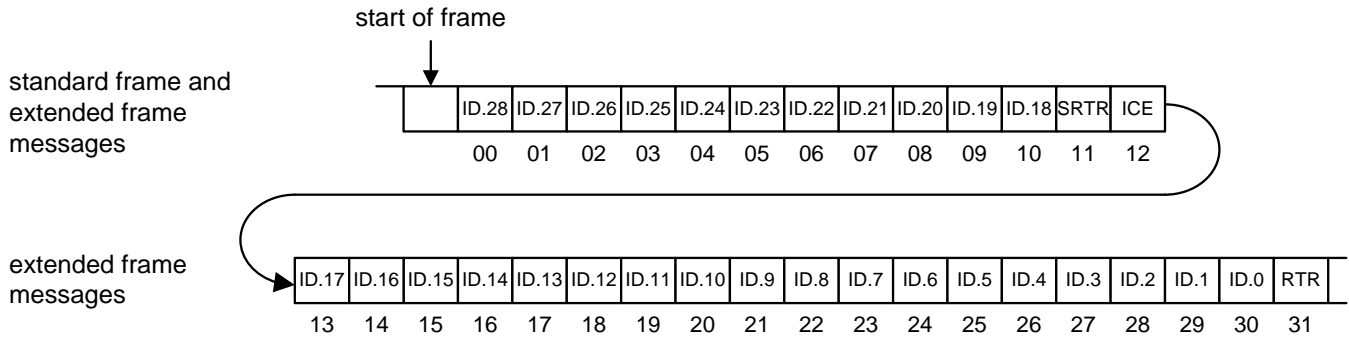 start of frame
standard frame and
extended frame
messages
ID.28 ID.27 ID.26 ID.25 ID.24 ID.23 ID.22 ID.21 ID.20 ID.19 ID.18 SRTR ICE
00 01 02 03 04 05 06 07 08 09 10 11 12
extended frame
messages
ID.17 ID.16 ID.15 ID.14 ID.13 ID.12 ID.11 ID.10 ID.9 ID.8 ID.7 ID.6 ID.5 ID.4 ID.3 ID.2 ID.1 ID.0 RTR
13 14 15 16 17 18 19 20 21 22 23 24 25 26 27 28 29 30 31